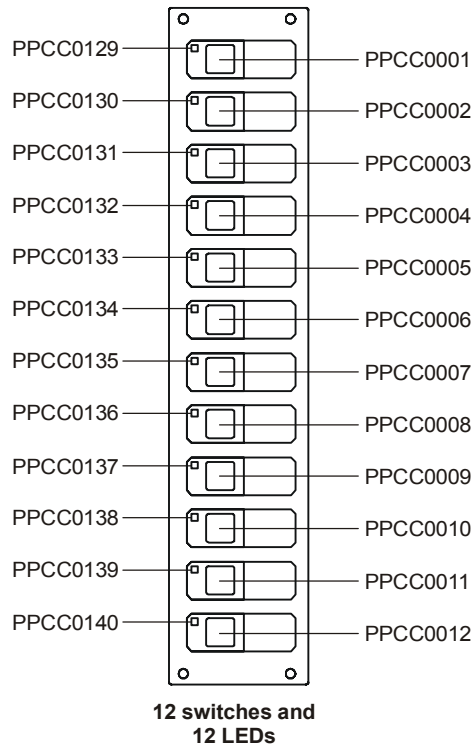 PPCC0129
PPCC0001
PPCC0130
PPCC0002
PPCC0131
PPCC0003
PPCC0132
PPCC0004
PPCC0133
PPCC0005
PPCC0134
PPCC0006
PPCC0135
PPCC0007
PPCC0136
PPCC0008
PPCC0137
PPCC0009
PPCC0138
PPCC0010
PPCC0139
PPCC0011
PPCC0140
PPCC0012
12 switches and
12 LEDs